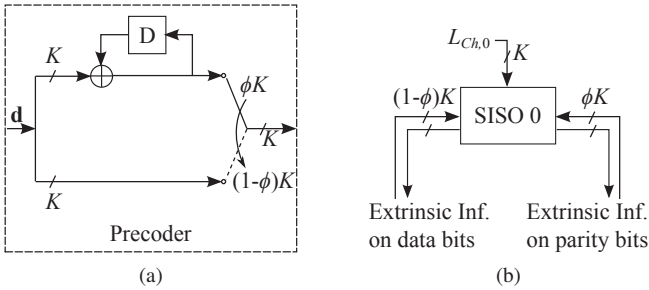 K
D
ϕK
d
K
(1-ϕ)K
K
Precoder
(a)
L_{Ch,0}
K
(1-ϕ)K
SISO 0
ϕK
Extrinsic Inf.
on data bits
Extrinsic Inf.
on parity bits
(b)